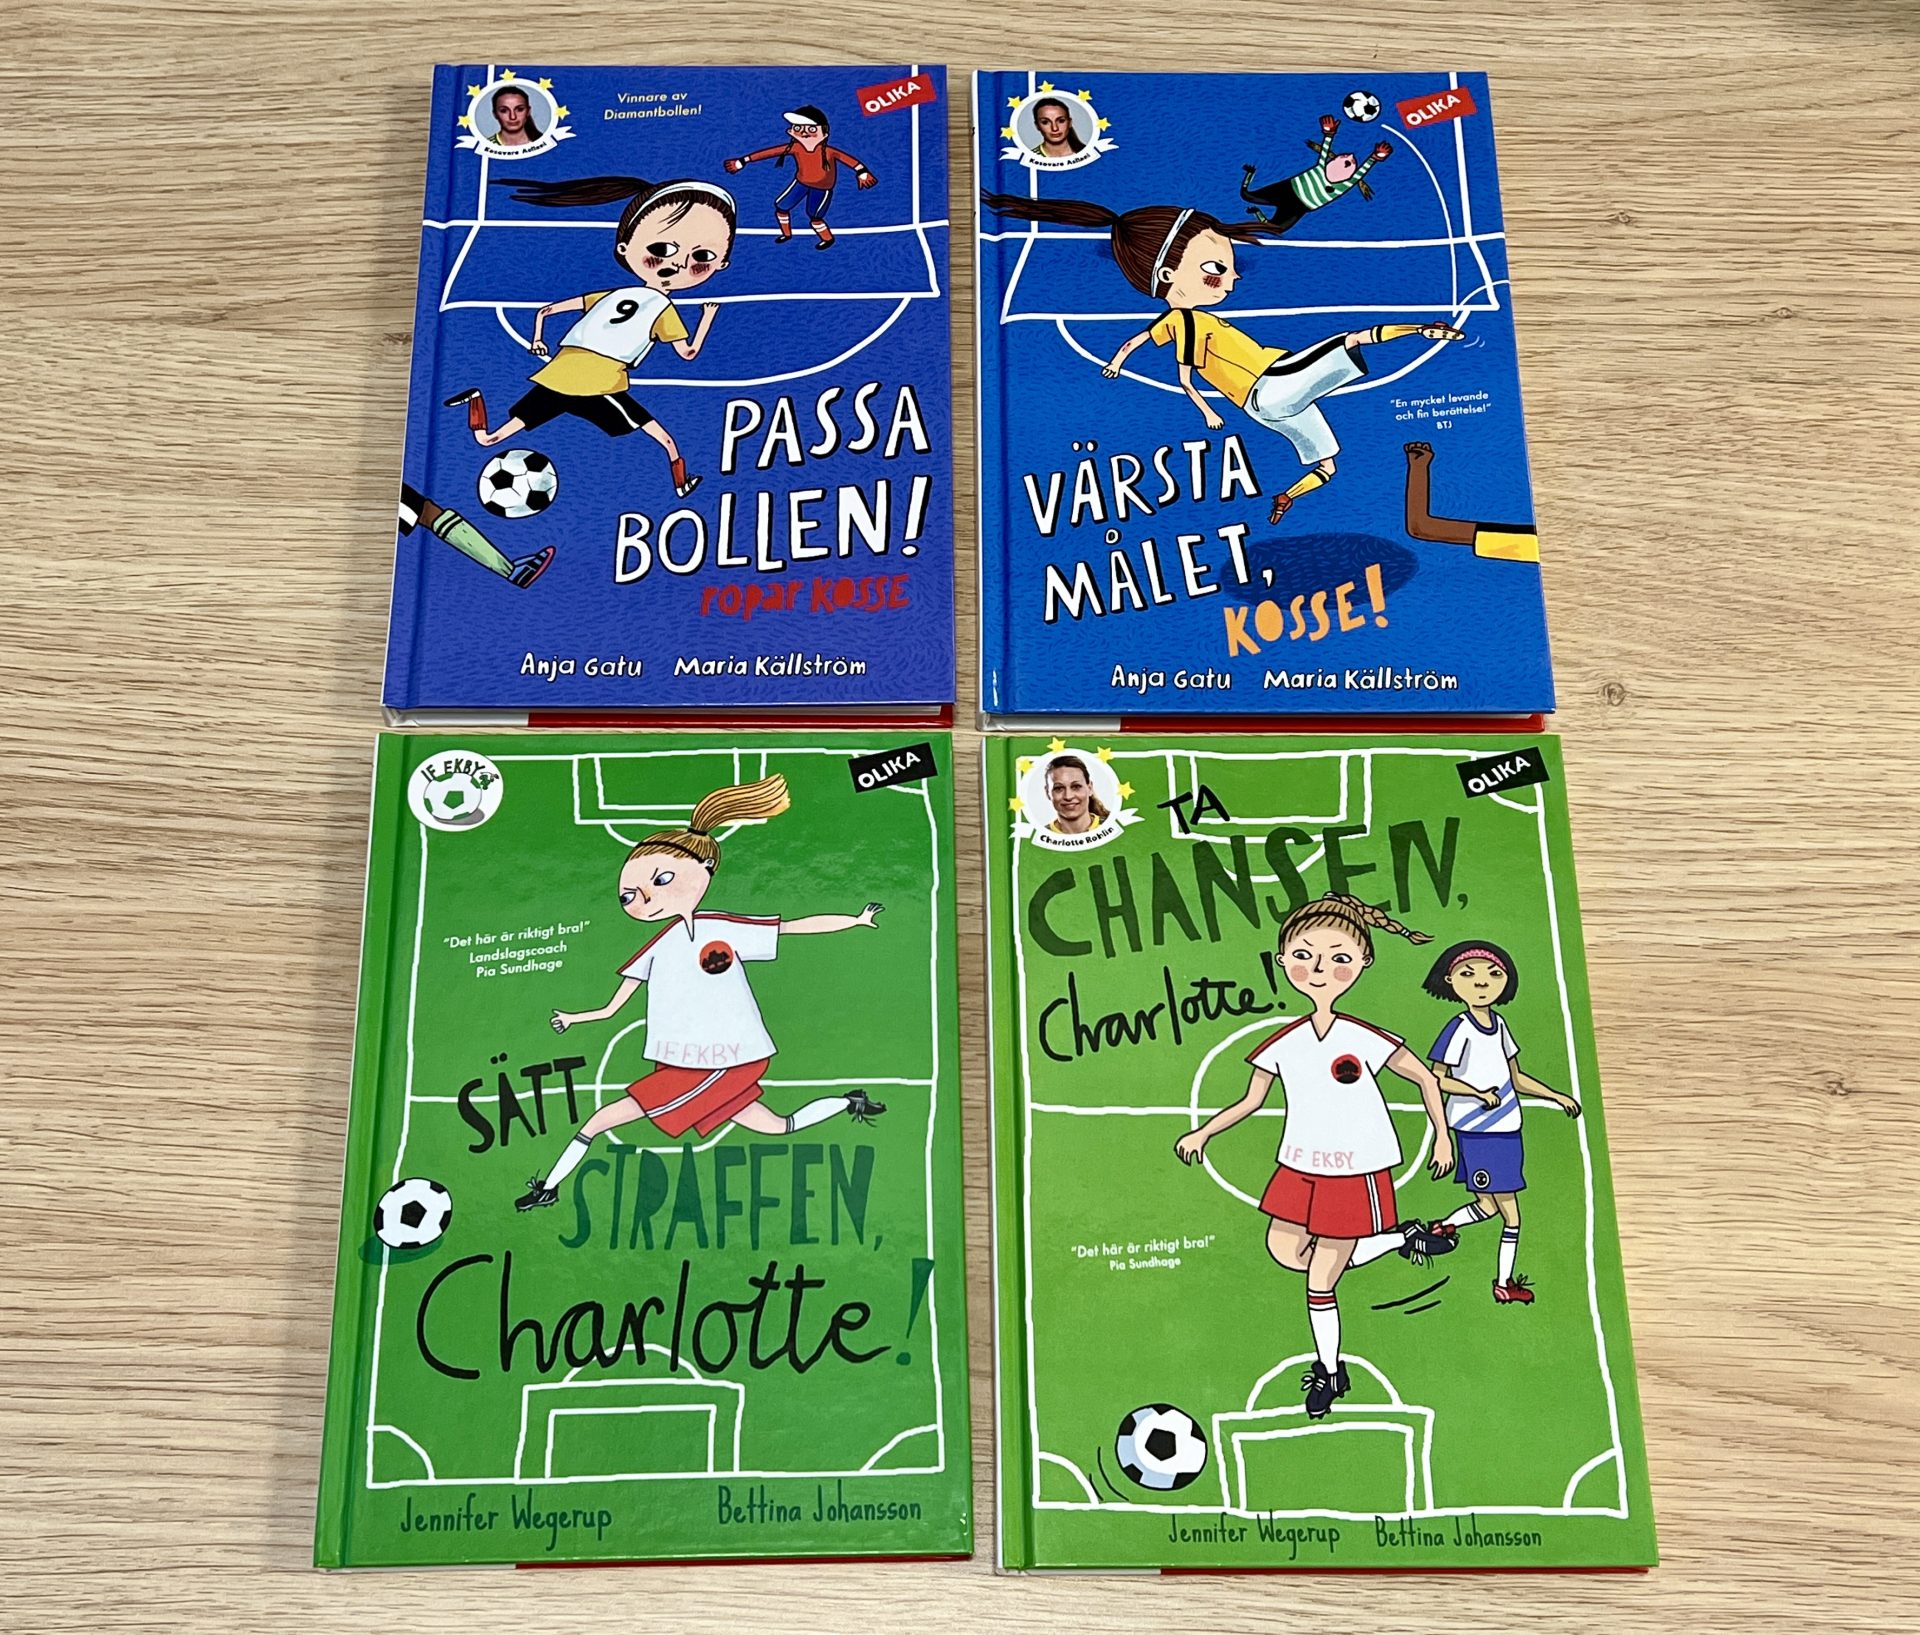 Kosovare Asllani
Vinnare av
Diamantbollen!
OLIKA
9
PASSA
BOLLEN!
ropar KOSSE
Anja Gatu Maria Källström
Kosovare Asllani
OLIKA
"En mycket levande
och fin berättelse!"
BTJ
VÄRSTA
MÅLET,
KOSSE!
Anja Gatu Maria Källström
IF EKBY
OLIKA
"Det här är riktigt bra!"
Landslagscoach
Pia Sundhage
IF EKBY
SÄTT
STRAFFEN,
Charlotte!
Jennifer Wegerup Bettina Johansson
Charlotte Rohlin
OLIKA
TA
CHANSEN,
Charlotte!
IF EKBY
"Det här är riktigt bra!"
Pia Sundhage
Jennifer Wegerup Bettina Johansson